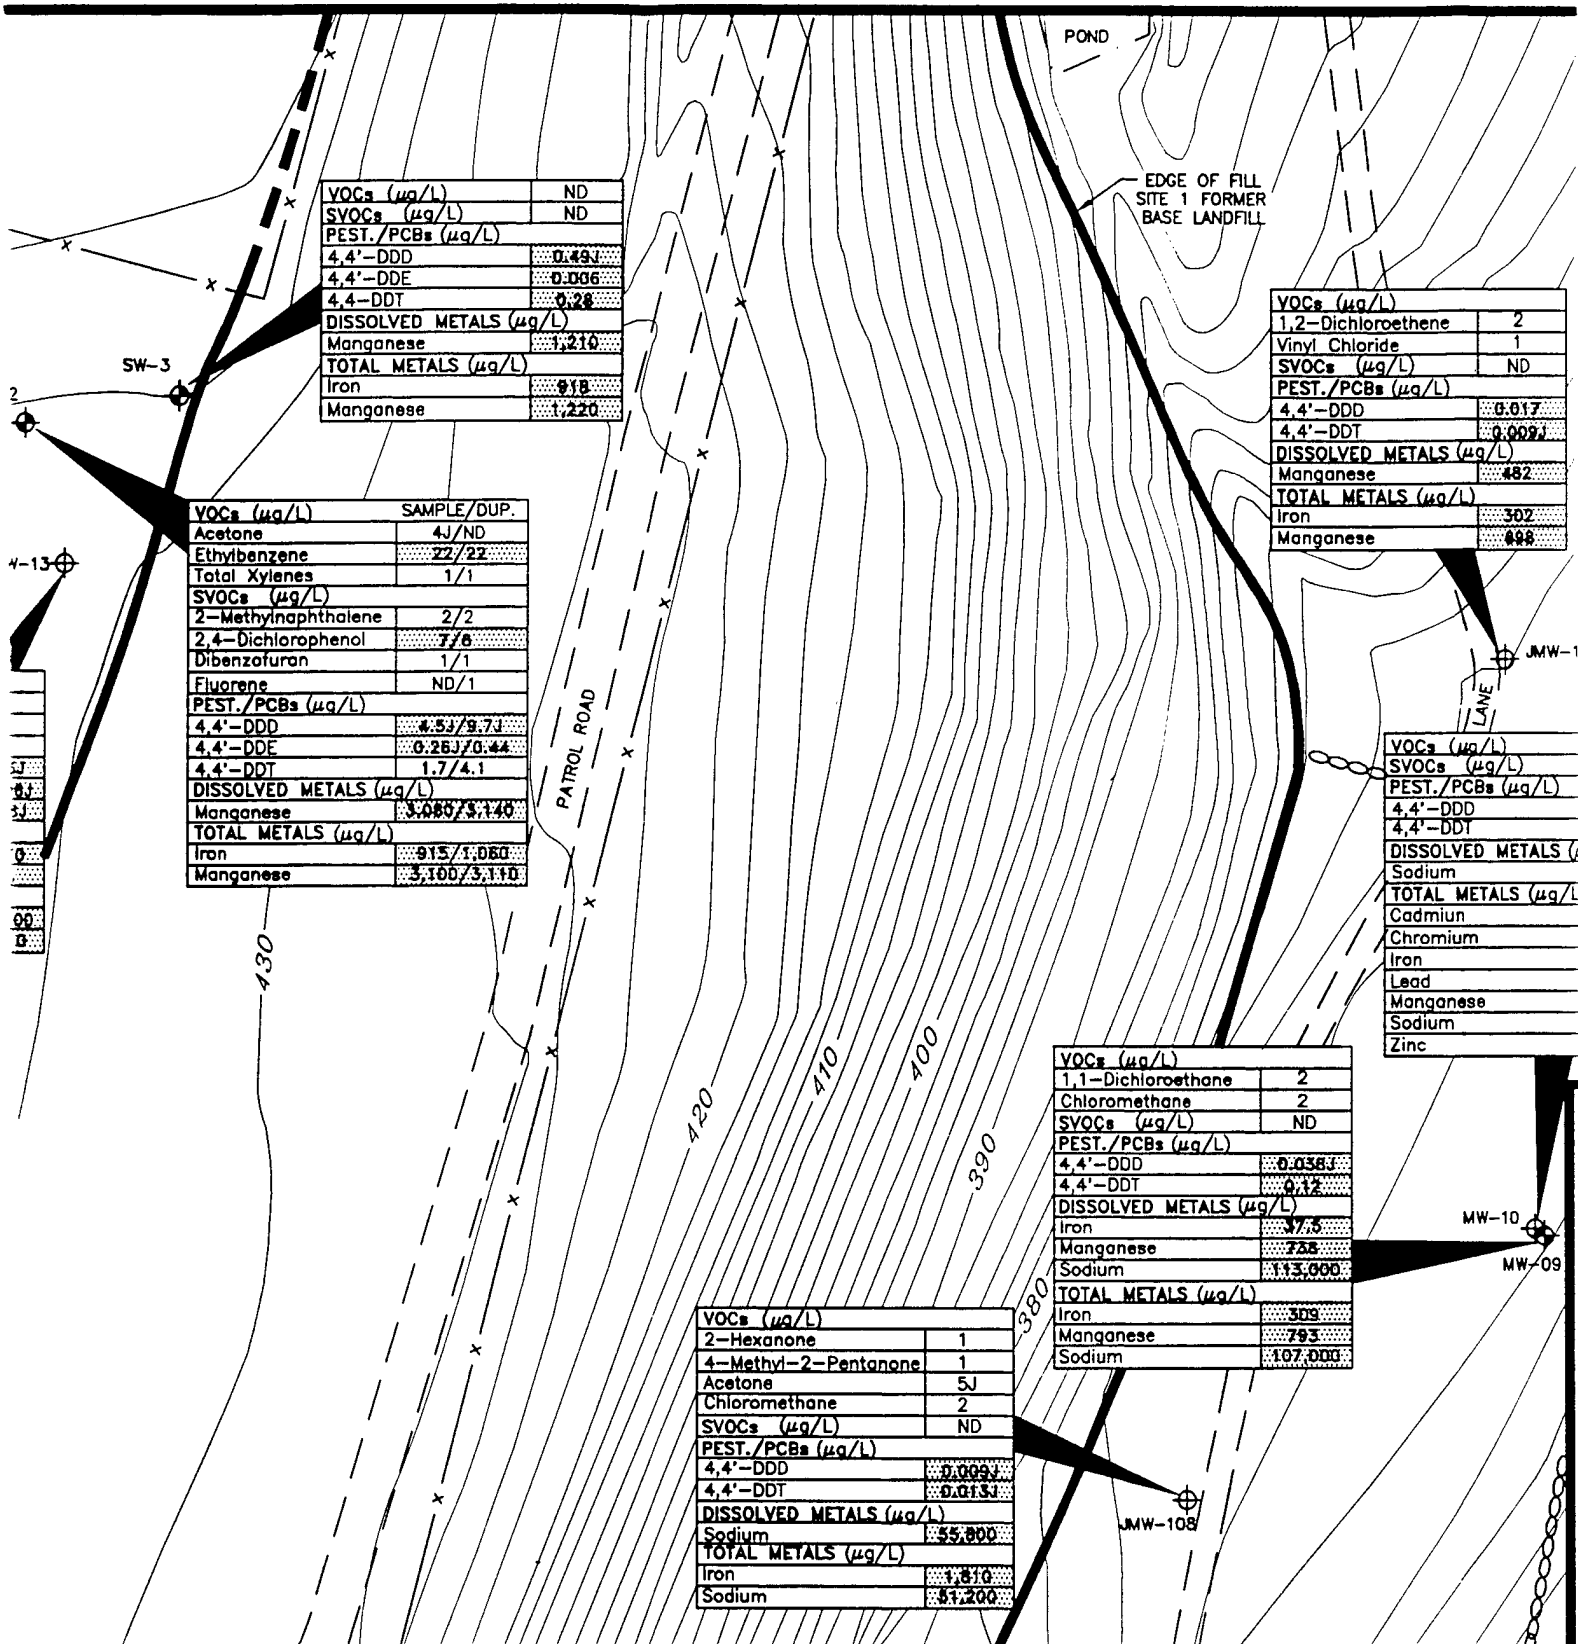 POND
EDGE OF FILL
SITE 1 FORMER
BASE LANDFILL
VOCs (µg/L) ND
SVOCs (µg/L) ND
PEST./PCBs (µg/L)
4,4'-DDD 0.49J
4,4'-DDE 0.006
4,4-DDT 0.28
DISSOLVED METALS (µg/L)
Manganese 1,210
TOTAL METALS (µg/L)
Iron 918
Manganese 1,220
SW-3
2
VOCs (µg/L)
1,2-Dichloroethene 2
Vinyl Chloride 1
SVOCs (µg/L) ND
PEST./PCBs (µg/L)
4,4'-DDD 0.017
4,4'-DDT 0.009J
DISSOLVED METALS (µg/L)
Manganese 482
TOTAL METALS (µg/L)
Iron 302
Manganese
VOCs (µg/L) SAMPLE/DUP.
Acetone 4J/ND
Ethylbenzene 22/22
Total Xylenes 1/1
SVOCs (µg/L)
2-Methylnaphthalene 2/2
2,4-Dichlorophenol
Dibenzofuran 1/1
Fluorene ND/1
PEST./PCBs (µg/L)
4,4'-DDD 4.5J/9.7J
4,4'-DDE 0.26J/0.44
4,4'-DDT 1.7/4.1
DISSOLVED METALS (µg/L)
Manganese 3,080/3,140
TOTAL METALS (µg/L)
Iron 915/1,060
Manganese 3,100/3,110
W-13
00
PATROL ROAD
JMW-1
LANE
VOCs (µg/L)
SVOCs (µg/L)
PEST./PCBs (µg/L)
4,4'-DDD
4,4'-DDT
DISSOLVED METALS (µ
Sodium
TOTAL METALS (µg/L
Cadmiun
Chromium
Iron
Lead
Manganese
Sodium
Zinc
430
420
410
400
390
380
VOCs (µg/L)
1,1-Dichloroethane 2
Chloromethane 2
SVOCs (µg/L) ND
PEST./PCBs (µg/L)
4,4'-DDD 0.038J
4,4'-DDT 0.12
DISSOLVED METALS (µg/L)
Iron 37.5
Manganese 738
Sodium 113,000
TOTAL METALS (µg/L)
Iron 309
Manganese 793
Sodium 107,000
MW-10
MW-09
VOCs (µg/L)
2-Hexanone 1
4-Methyl-2-Pentanone 1
Acetone 5J
Chloromethane 2
SVOCs (µg/L) ND
PEST./PCBs (µg/L)
4,4'-DDD 0.009J
4,4'-DDT 0.013J
DISSOLVED METALS (µg/L)
Sodium 55,800
TOTAL METALS (µg/L)
Iron 1,810
Sodium 51,200
JMW-108